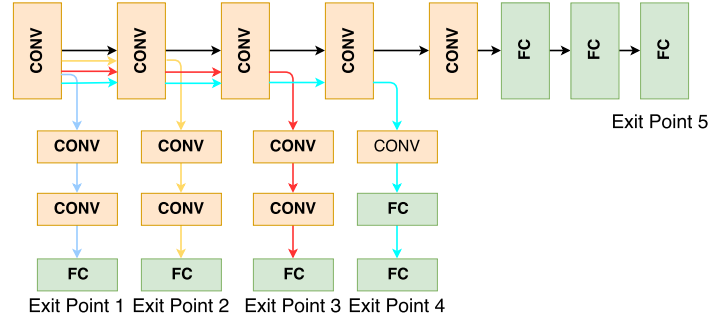 CONV
CONV
CONV
CONV
CONV
FC
FC
FC
Exit Point 5
CONV
CONV
CONV
CONV
CONV
CONV
CONV
FC
FC
FC
FC
FC
Exit Point 1
Exit Point 2
Exit Point 3
Exit Point 4